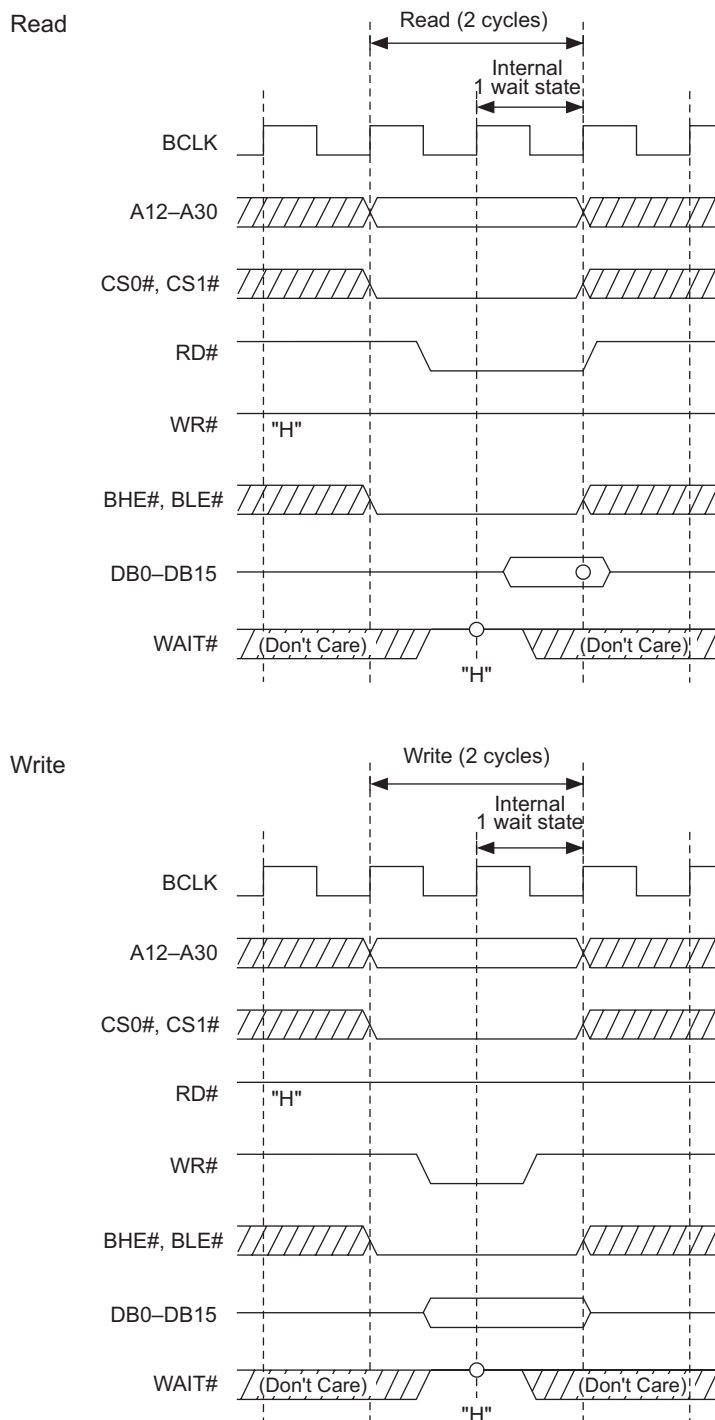 Read
Read (2 cycles)
Internal
1 wait state
BCLK
A12–A30
CS0#, CS1#
RD#
WR#
"H"
BHE#, BLE#
DB0–DB15
WAIT#
(Don't Care)
(Don't Care)
"H"
Write
Write (2 cycles)
Internal
1 wait state
BCLK
A12–A30
CS0#, CS1#
RD#
"H"
WR#
BHE#, BLE#
DB0–DB15
WAIT#
(Don't Care)
(Don't Care)
"H"